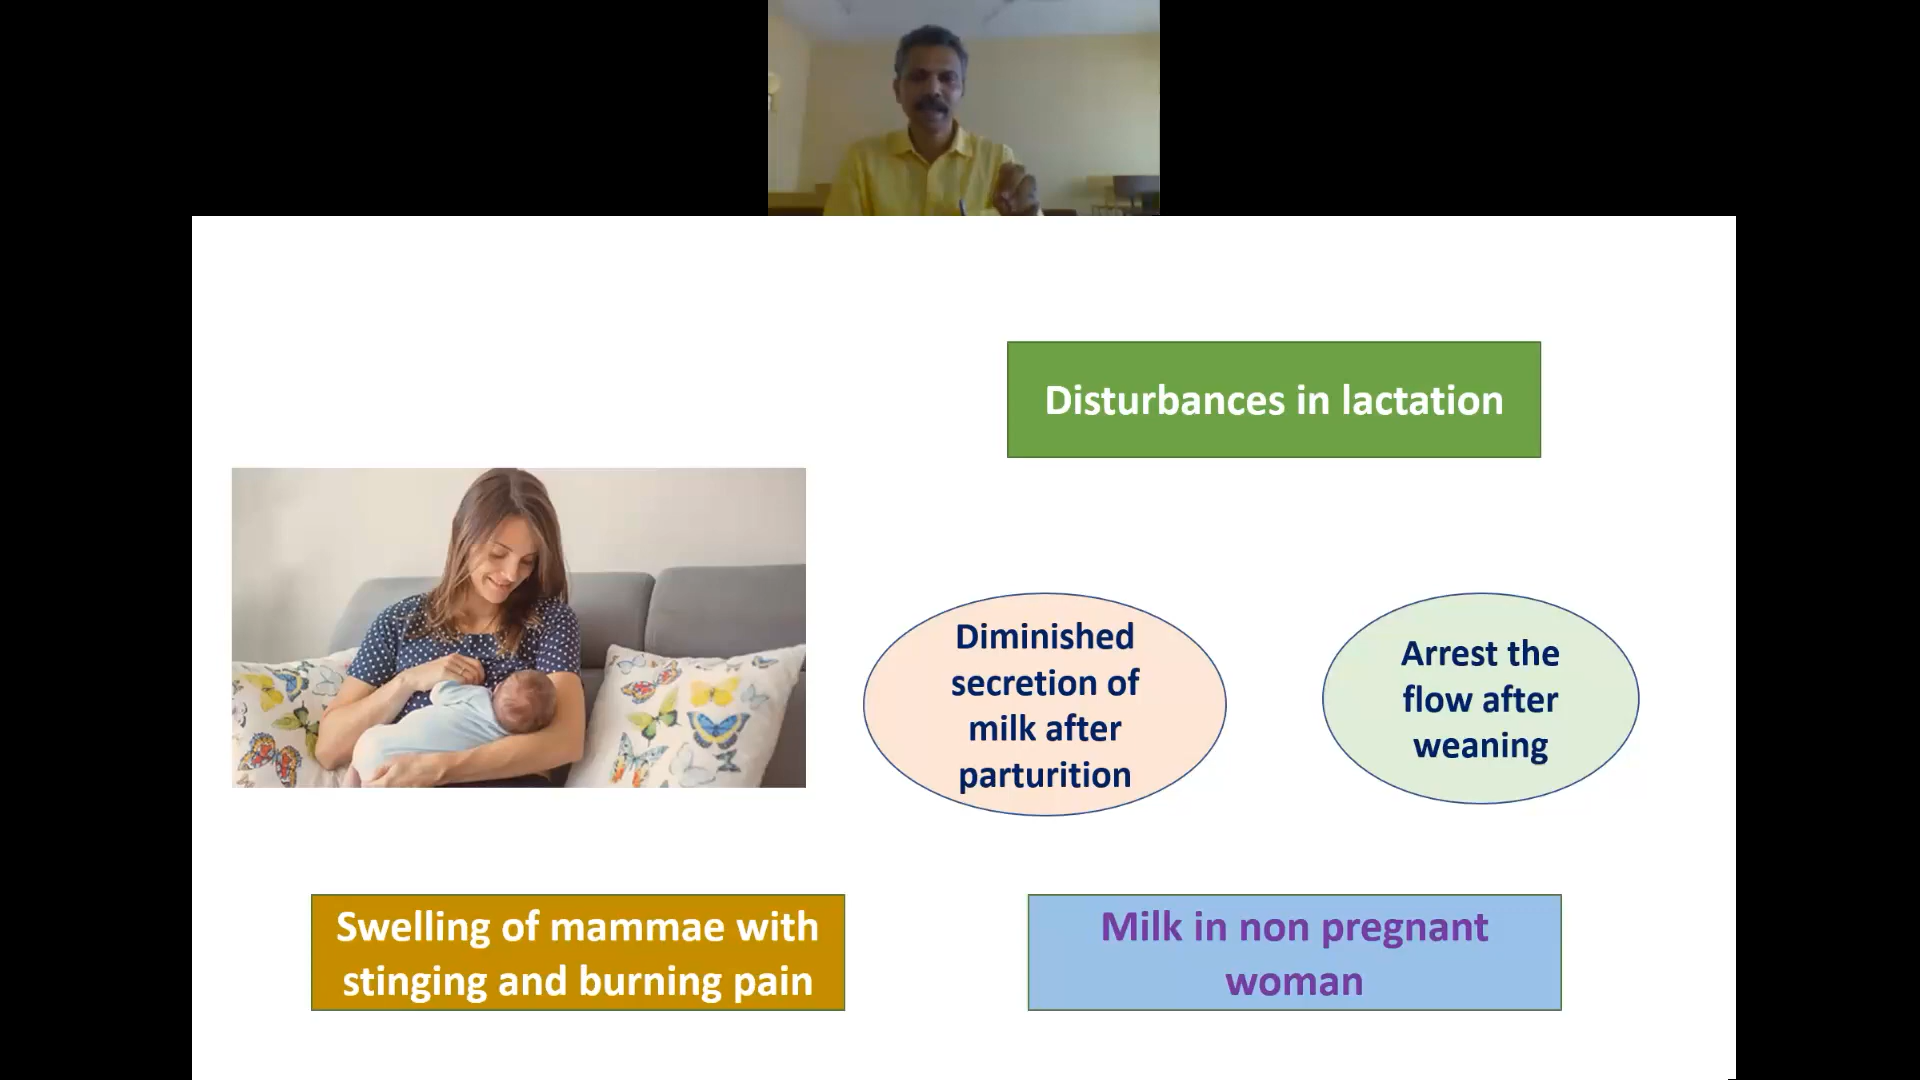 Disturbances in lactation
Diminished
secretion of
milk after
parturition
Arrest the
flow after
weaning
Swelling of mammae with
stinging and burning pain
Milk in non pregnant
woman